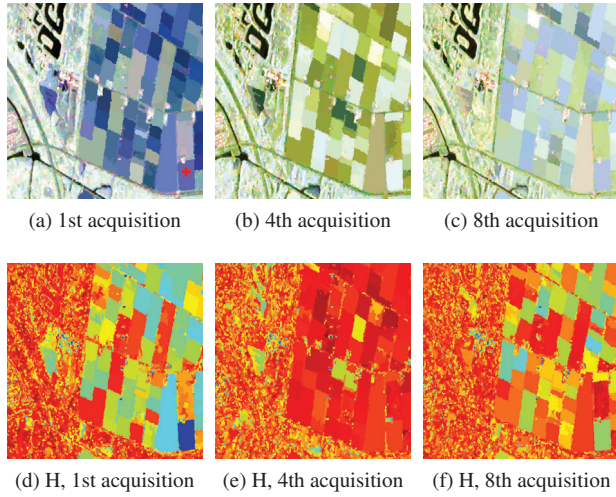 (a) 1st acquisition
(b) 4th acquisition
(c) 8th acquisition
(d) H, 1st acquisition
(e) H, 4th acquisition
(f) H, 8th acquisition